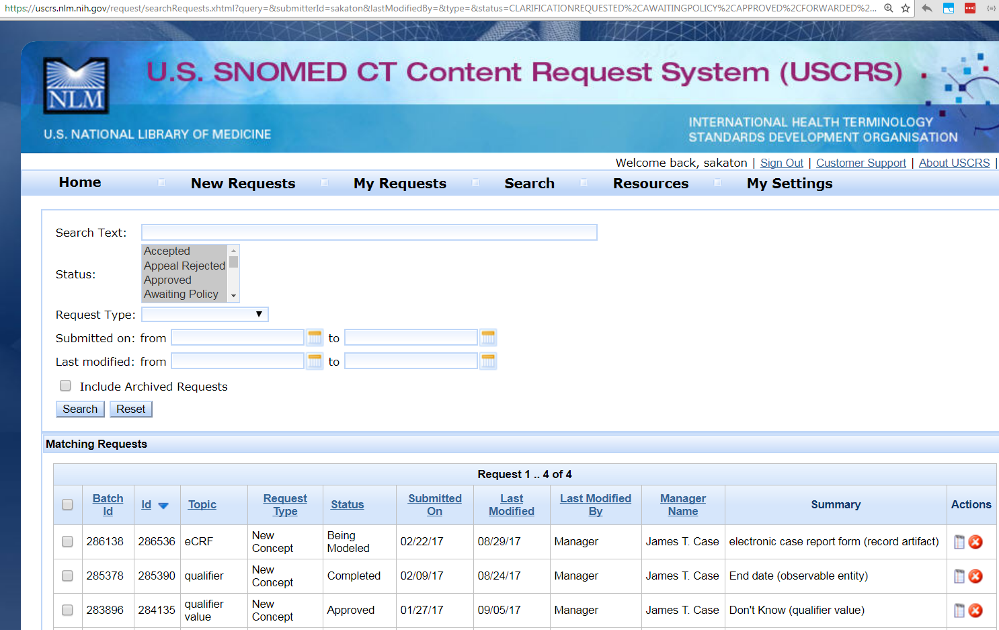 https://uscrs.nlm.nih.gov/request/searchRequests.xhtml?query=&submitterId=sakaton&lastModifiedBy=&type=&status=CLARIFICATIONREQUESTED%2CAWAITINGPOLICY%2CAPPROVED%2CFORWARDED%2...
U.S. SNOMED CT Content Request System (USCRS)
NLM
U.S. NATIONAL LIBRARY OF MEDICINE
INTERNATIONAL HEALTH TERMINOLOGY
STANDARDS DEVELOPMENT ORGANISATION
Welcome back, sakaton | Sign Out | Customer Support | About USCRS |
Home New Requests My Requests Search Resources My Settings
Search Text:
Status:
Accepted
Appeal Rejected
Approved
Awaiting Policy
Request Type:
Submitted on: from to
Last modified: from to
Include Archived Requests
Search Reset
Matching Requests
Request 1 .. 4 of 4
Batch Id Id Topic Request Type Status Submitted On Last Modified Last Modified By Manager Name Summary Actions
286138 286536 eCRF New Concept Being Modeled 02/22/17 08/29/17 Manager James T. Case electronic case report form (record artifact)
285378 285390 qualifier New Concept Completed 02/09/17 08/24/17 Manager James T. Case End date (observable entity)
283896 284135 qualifier value New Concept Approved 01/27/17 09/05/17 Manager James T. Case Don't Know (qualifier value)